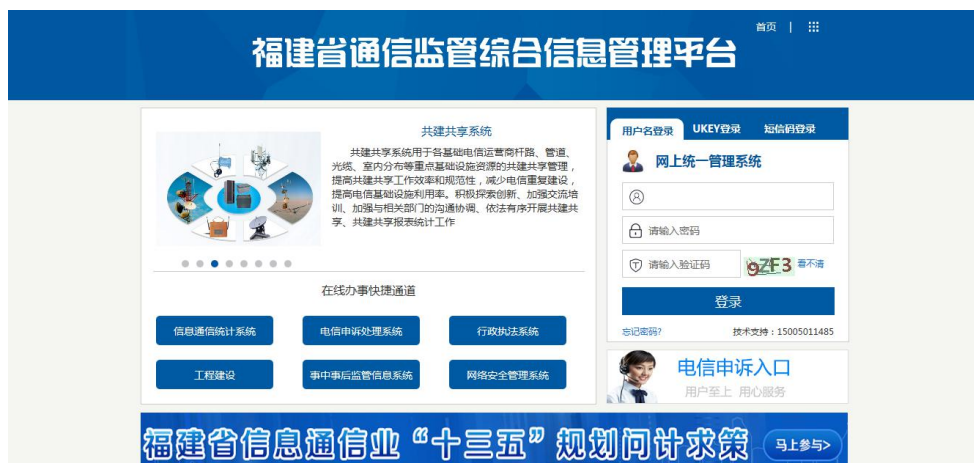 首页 |
福建省通信监管综合信息管理平台
共建共享系统
共建共享系统用于各基础电信运营商杆路、管道、
光缆、室内分布等重点基础设施资源的共建共享管理，
提高共建共享工作效率和规范性，减少电信重复建设，
提高电信基础设施利用率。积极探索创新、加强交流培
训、加强与相关部门的沟通协调、依法有序开展共建共
享、共建共享报表统计工作
在线办事快捷通道
信息通信统计系统
电信申诉处理系统
行政执法系统
工程建设
事中事后监管信息系统
网络安全管理系统
用户名登录 UKEY登录 短信码登录
网上统一管理系统
请输入密码
请输入验证码 9ZF3 看不清
登录
忘记密码? 技术支持：15005011485
电信申诉入口
用户至上 用心服务
福建省信息通信业“十三五”规划问计求策 马上参与>